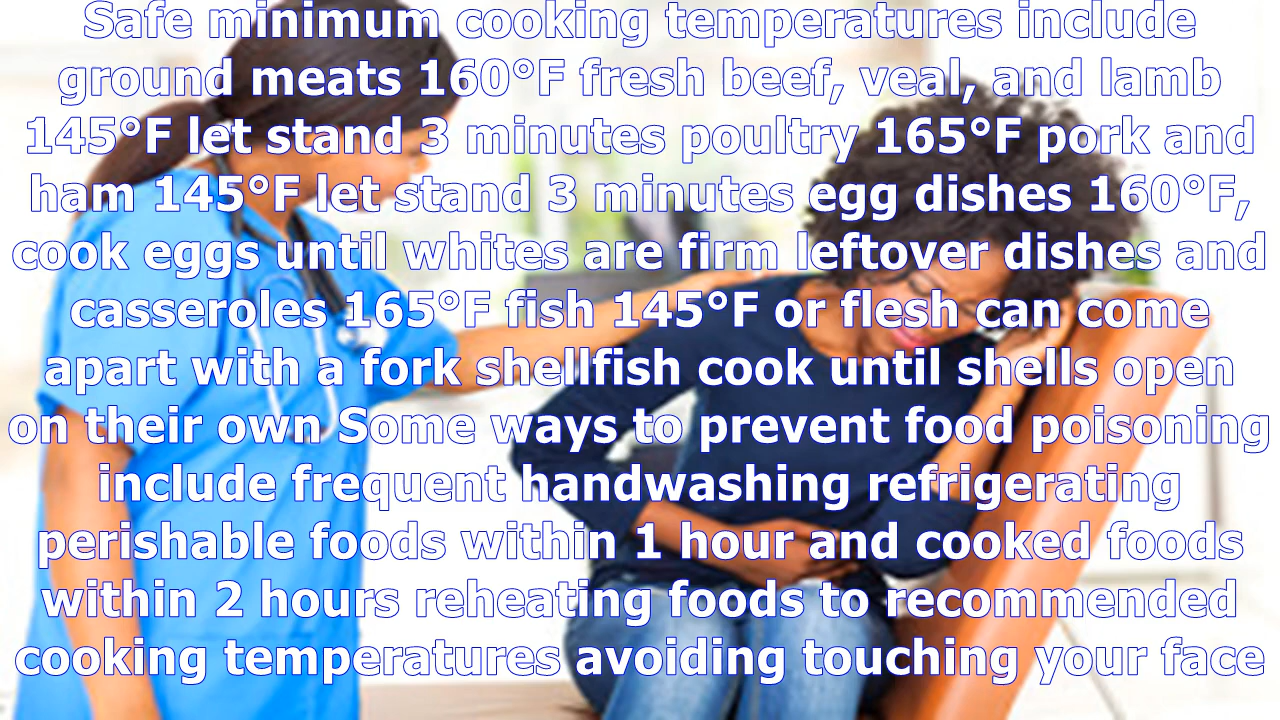 Safe minimum cooking temperatures include
ground meats 160°F fresh beef, veal, and lamb
145°F let stand 3 minutes poultry 165°F pork and
ham 145°F let stand 3 minutes egg dishes 160°F,
cook eggs until whites are firm leftover dishes and
casseroles 165°F fish 145°F or flesh can come
apart with a fork shellfish cook until shells open
on their own Some ways to prevent food poisoning
include frequent handwashing refrigerating
perishable foods within 1 hour and cooked foods
within 2 hours reheating foods to recommended
cooking temperatures avoiding touching your face